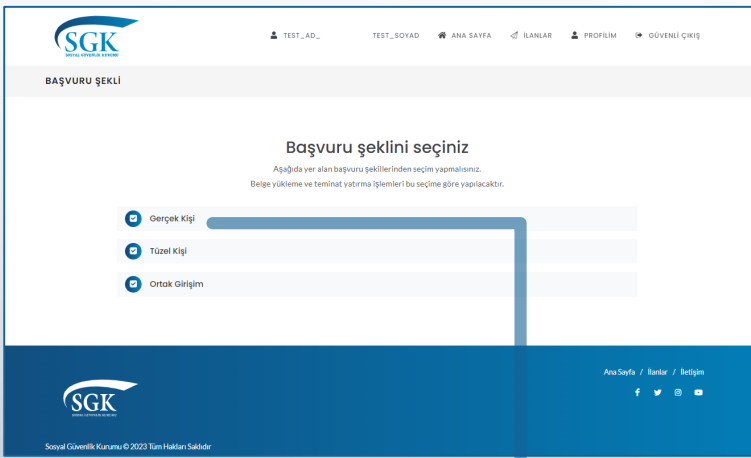 SGK
SOSYAL GÜVENLİK KURUMU
TEST_AD_ TEST_SOYAD ANA SAYFA İLANLAR PROFİLİM GÜVENLİ ÇIKIŞ
BAŞVURU ŞEKLİ
Başvuru şeklini seçiniz
Aşağıda yer alan başvuru şekillerinden seçim yapmalısınız.
Belge yükleme ve teminat yatırma işlemleri bu seçime göre yapılacaktır.
Gerçek Kişi
Tüzel Kişi
Ortak Girişim
Ana Sayfa / İlanlar / İletişim
SGK
SOSYAL GÜVENLİK KURUMU
Sosyal Güvenlik Kurumu © 2023 Tüm Hakları Saklıdır